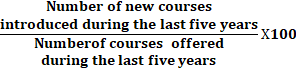 Number of new courses
introduced during the last five years
Numberof courses offered
during the last five years
X100